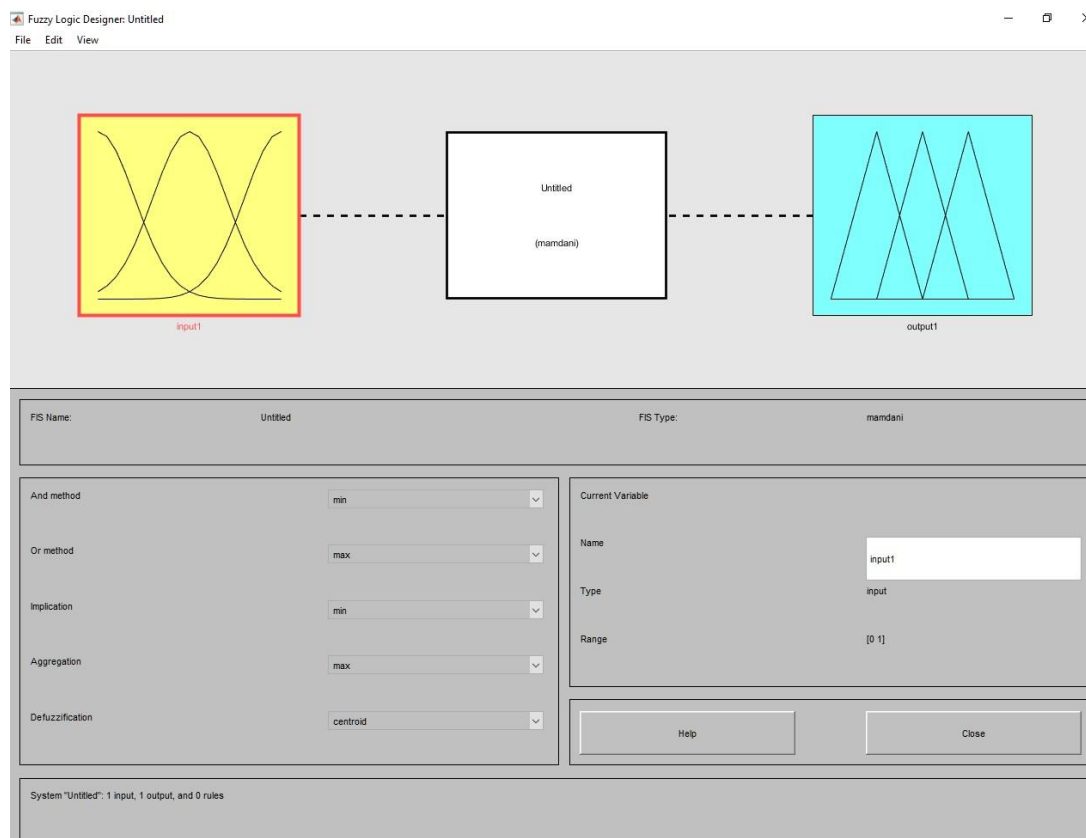 Fuzzy Logic Designer: Untitled
File Edit View
Untitled
(mamdani)
input1
output1
FIS Name: Untitled FIS Type: mamdani
And method min
Or method max
Implication min
Aggregation max
Defuzzification centroid
Current Variable
Name input1
Type input
Range [0 1]
Help Close
System "Untitled": 1 input, 1 output, and 0 rules